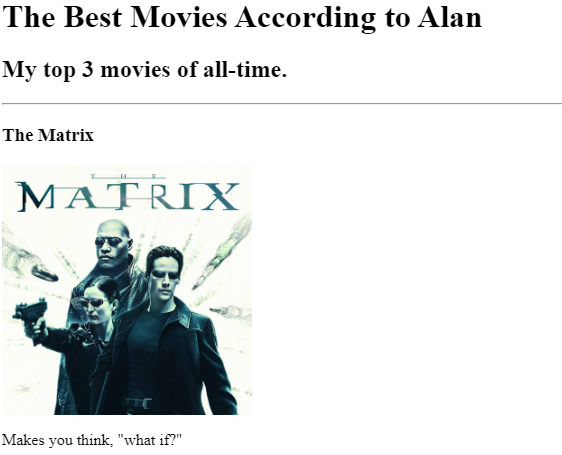 The Best Movies According to Alan
My top 3 movies of all-time.
The Matrix
THE
MATRIX
Makes you think, "what if?"